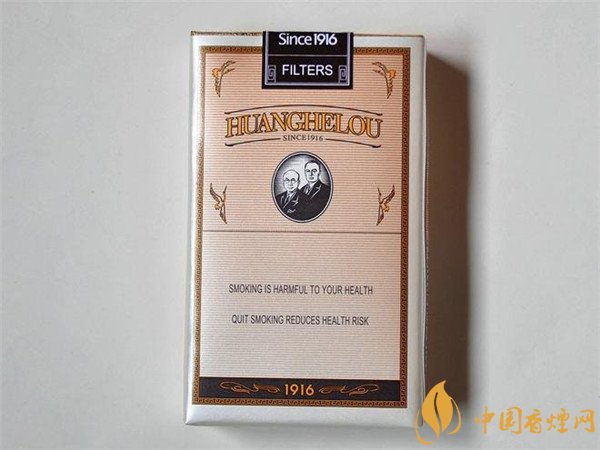 Since1916
FILTERS
HUANGHELOU
SINCE1916
SMOKING IS HARMFUL TO YOUR HEALTH
QUIT SMOKING REDUCES HEALTH RISK
1916
中国香煙网